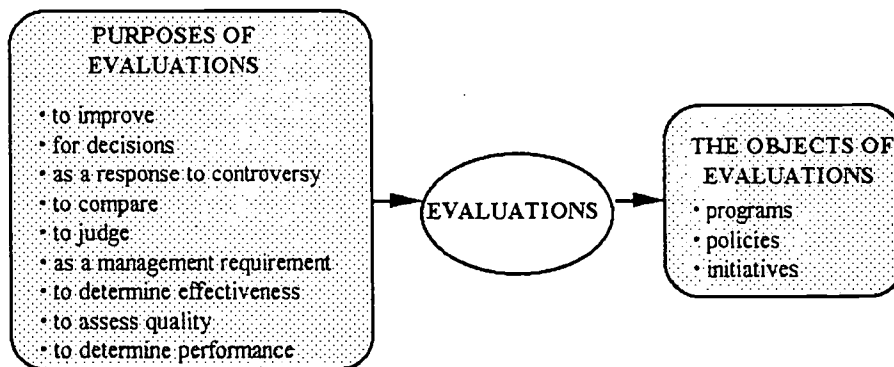 PURPOSES OF
EVALUATIONS
• to improve
• for decisions
• as a response to controversy
• to compare
• to judge
• as a management requirement
• to determine effectiveness
• to assess quality
• to determine performance
EVALUATIONS
THE OBJECTS OF
EVALUATIONS
• programs
• policies
• initiatives